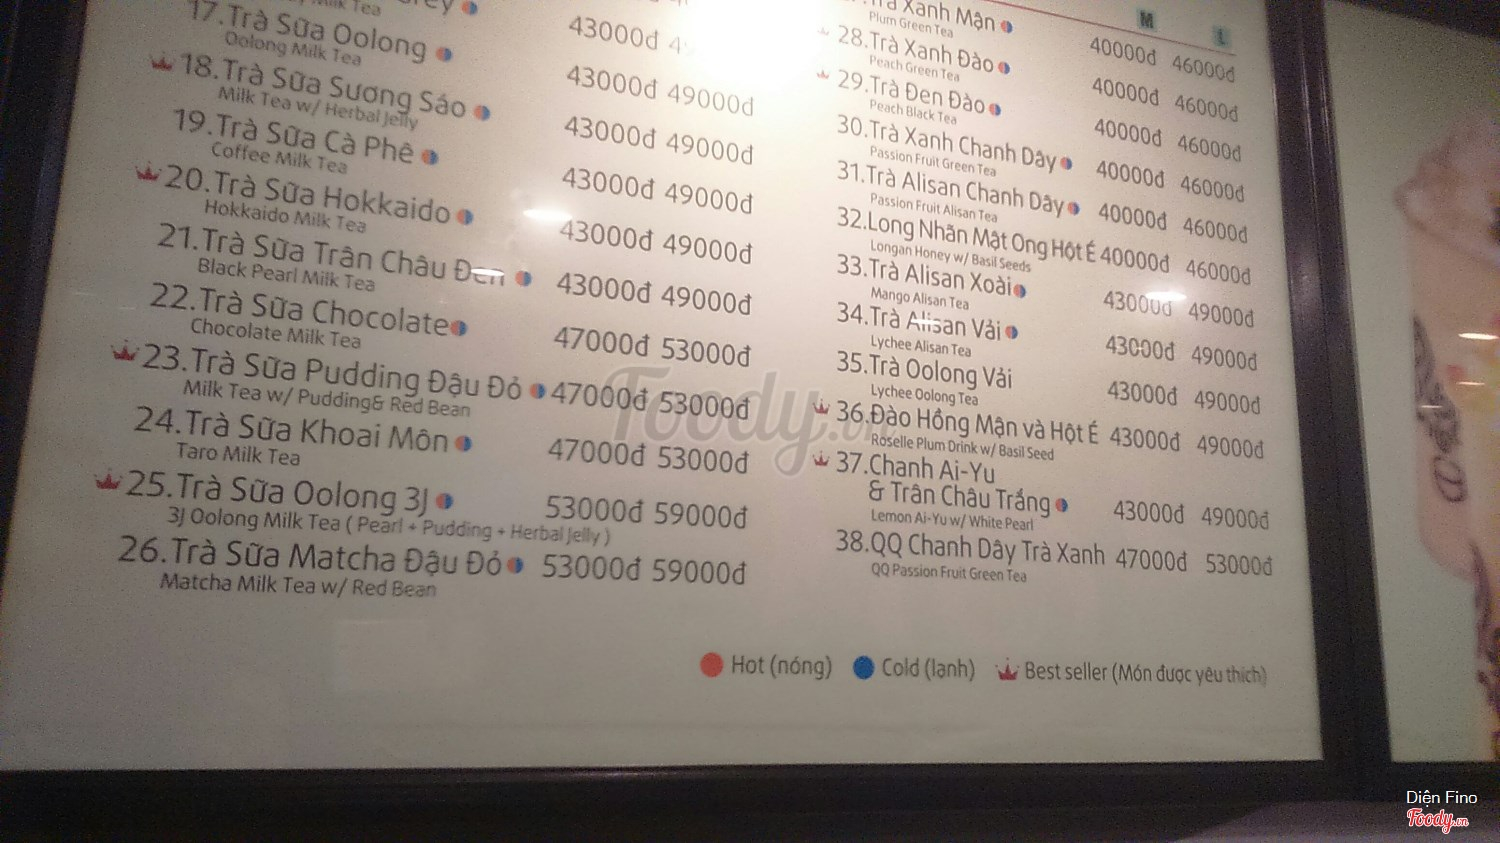 Milk Tea
43000đ
17.Trà Sữa Oolong 43000đ 49000đ
Oolong Milk Tea
18.Trà Sữa Sương Sáo 43000đ 49000đ
Milk Tea w/ Herbal Jelly
19.Trà Sữa Cà Phê 43000đ 49000đ
Coffee Milk Tea
20.Trà Sữa Hokkaido 43000đ 49000đ
Hokkaido Milk Tea
21.Trà Sữa Trân Châu Đen 43000đ 49000đ
Black Pearl Milk Tea
22.Trà Sữa Chocolate 47000đ 53000đ
Chocolate Milk Tea
23.Trà Sữa Pudding Đậu Đỏ 47000đ 53000đ
Milk Tea w/ Pudding& Red Bean
24.Trà Sữa Khoai Môn 47000đ 53000đ
Taro Milk Tea
25.Trà Sữa Oolong 3J 53000đ 59000đ
3J Oolong Milk Tea ( Pearl + Pudding + Herbal Jelly )
26.Trà Sữa Matcha Đậu Đỏ 53000đ 59000đ
Matcha Milk Tea w/ Red Bean
M L
Trà Xanh Mận 40000đ 46000đ
Plum Green Tea
28.Trà Xanh Đào 40000đ 46000đ
Peach Green Tea
29.Trà Đen Đào 40000đ 46000đ
Peach Black Tea
30.Trà Xanh Chanh Dây 40000đ 46000đ
Passion Fruit Green Tea
31.Trà Alisan Chanh Dây 40000đ 46000đ
Passion Fruit Alisan Tea
32.Long Nhãn Mật Ong Hột É 40000đ 46000đ
Longan Honey w/ Basil Seeds
33.Trà Alisan Xoài 43000đ 49000đ
Mango Alisan Tea
34.Trà Alisan Vải 43000đ 49000đ
Lychee Alisan Tea
35.Trà Oolong Vải 43000đ 49000đ
Lychee Oolong Tea
36.Đào Hồng Mận và Hột É 43000đ 49000đ
Roselle Plum Drink w/ Basil Seed
37.Chanh Ai-Yu
& Trân Châu Trắng 43000đ 49000đ
Lemon Ai-Yu w/ White Pearl
38.QQ Chanh Dây Trà Xanh 47000đ 53000đ
QQ Passion Fruit Green Tea
Hot (nóng) Cold (lạnh) Best seller (Món được yêu thích)
Foody.vn
Diện Fino
Foody.vn